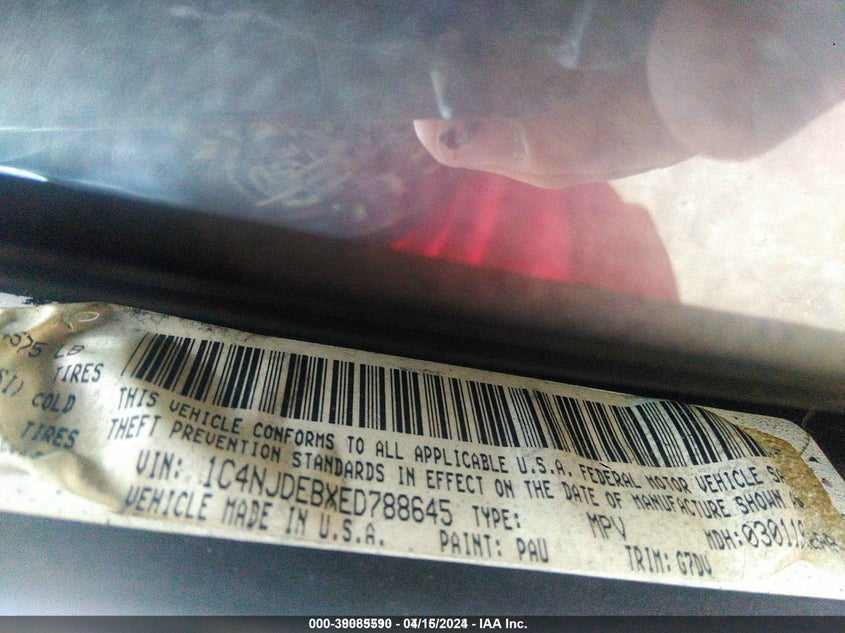 575 LB
TIRES
COLD
TIRES
THIS VEHICLE CONFORMS TO ALL APPLICABLE U.S.A. FEDERAL MOTOR VEHICLE
THEFT PREVENTION STANDARDS IN EFFECT ON THE DATE OF MANUFACTURE SHOWN
VIN: 1C4NJDEBXED788645 TYPE: MPV MDH:
VEHICLE MADE IN U.S.A. PAINT: PAU TRIM: G7DV
000-39085590 - 04/15/2024 - IAA Inc.